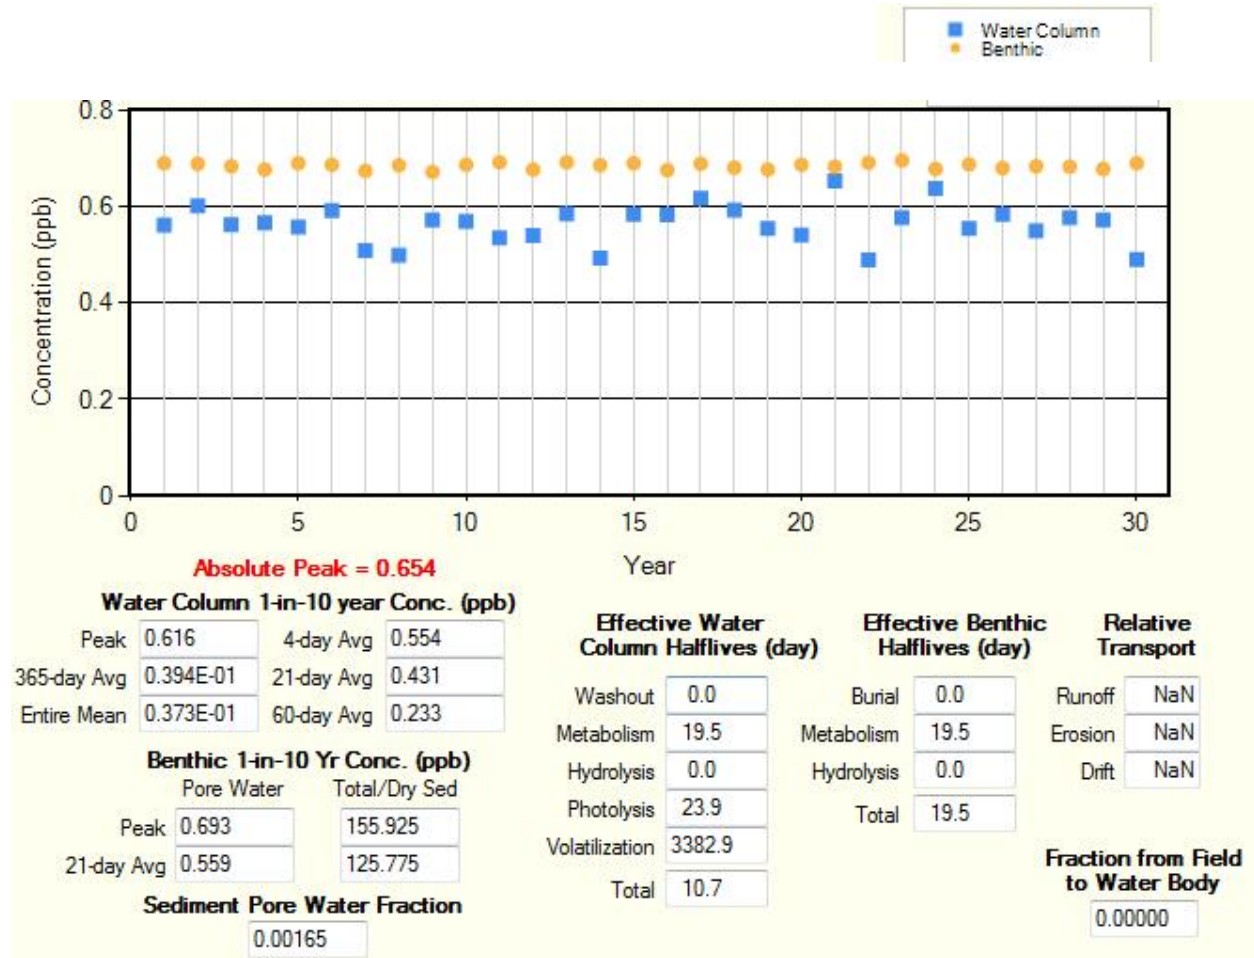 Water Column
Benthic
0.8
0.6
0.4
0.2
0
Concentration (ppb)
0 5 10 15 20 25 30
Year
Absolute Peak = 0.654
Water Column 1-in-10 year Conc. (ppb)
Peak 0.616 4-day Avg 0.554
365-day Avg 0.394E-01 21-day Avg 0.431
Entire Mean 0.373E-01 60-day Avg 0.233
Benthic 1-in-10 Yr Conc. (ppb)
Pore Water Total/Dry Sed
Peak 0.693 155.925
21-day Avg 0.559 125.775
Sediment Pore Water Fraction
0.00165
Effective Water
Column Halflives (day)
Washout 0.0
Metabolism 19.5
Hydrolysis 0.0
Photolysis 23.9
Volatilization 3382.9
Total 10.7
Effective Benthic
Halflives (day)
Burial 0.0
Metabolism 19.5
Hydrolysis 0.0
Total 19.5
Relative
Transport
Runoff NaN
Erosion NaN
Drift NaN
Fraction from Field
to Water Body
0.00000